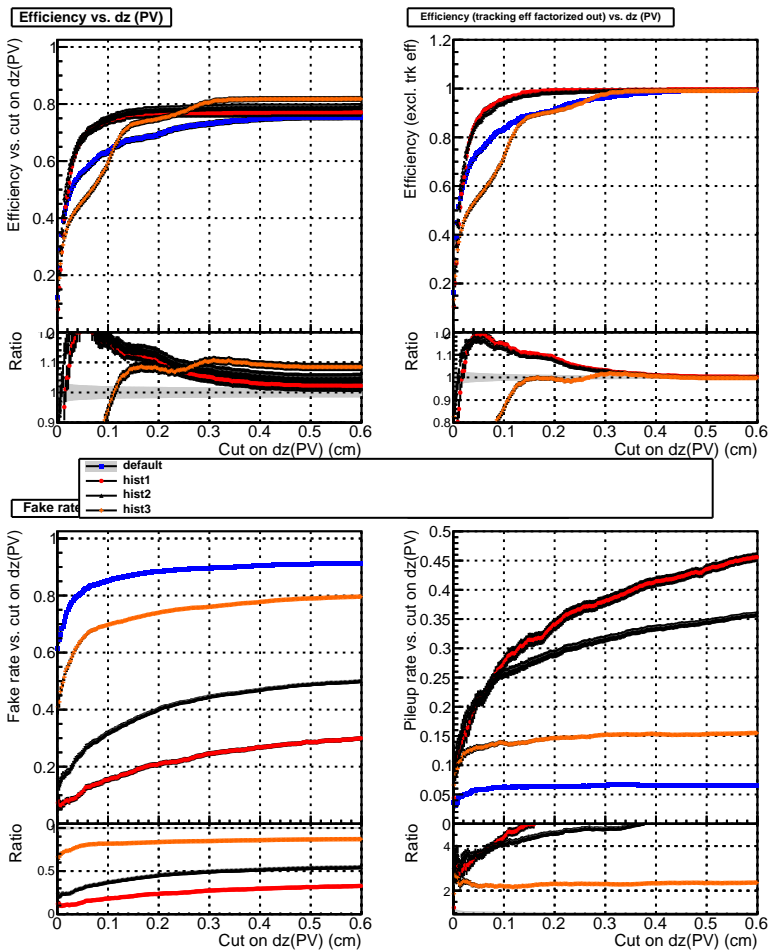 Efficiency vs. dz (PV)
Efficiency (tracking eff factorized out) vs. dz (PV)
Efficiency vs. cut on dz(PV)
1
0.8
0.6
0.4
0.2
Efficiency (excl. trk eff)
1.2
1
0.8
0.6
0.4
0.2
Ratio
1.1
1
0.9
0 0.1 0.2 0.3 0.4 0.5 0.6
Cut on dz(PV) (cm)
Ratio
1.1
1
0.9
0.8
0 0.1 0.2 0.3 0.4 0.5 0.6
Cut on dz(PV) (cm)
default
hist1
hist2
hist3
Fake rate
Fake rate vs. cut on dz(PV)
1
0.8
0.6
0.4
0.2
0
Pileup rate vs. cut on dz(PV)
0.5
0.45
0.4
0.35
0.3
0.25
0.2
0.15
0.1
0.05
0
Ratio
1
0.5
0
0 0.1 0.2 0.3 0.4 0.5 0.6
Cut on dz(PV) (cm)
Ratio
4
2
0 0.1 0.2 0.3 0.4 0.5 0.6
Cut on dz(PV) (cm)